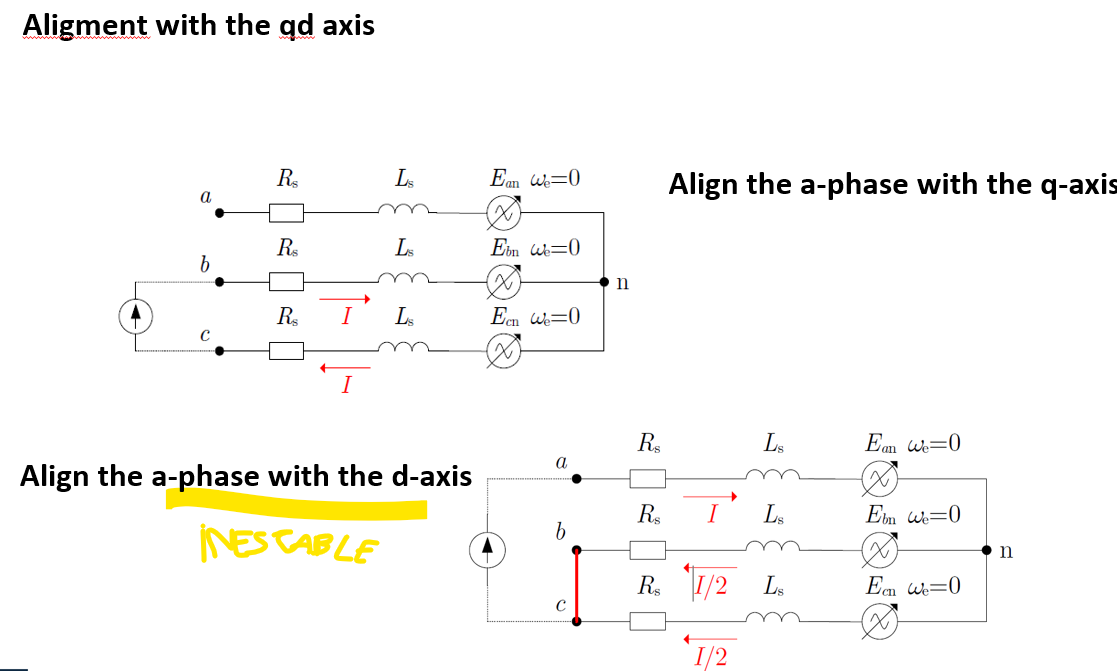 Aligment with the qd axis
Rs Ls Ean ωe=0
Align the a-phase with the q-axis
a
Rs Ls Ebn ωe=0
b
n
Rs I Ls Ecn ωe=0
c
I
Rs Ls Ean ωe=0
a
Align the a-phase with the d-axis
Rs I Ls Ebn ωe=0
b
INESTABLE
n
Rs I/2 Ls Ecn ωe=0
c
I/2